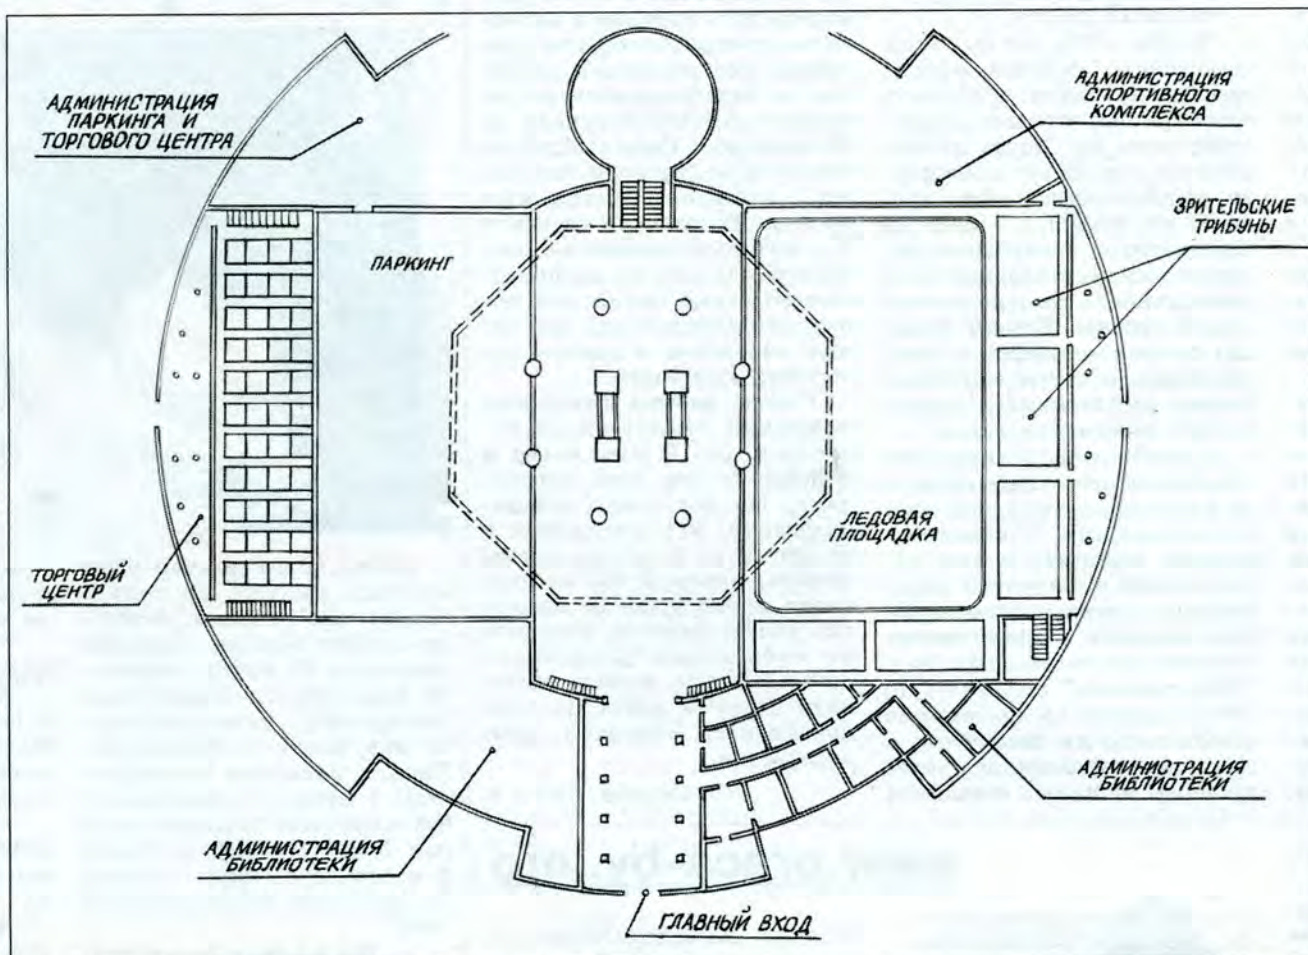 АДМИНИСТРАЦИЯ
ПАРКИНГА И
ТОРГОВОГО ЦЕНТРА
АДМИНИСТРАЦИЯ
СПОРТИВНОГО
КОМПЛЕКСА
ЗРИТЕЛЬСКИЕ
ТРИБУНЫ
ПАРКИНГ
ЛЕДОВАЯ
ПЛОЩАДКА
ТОРГОВЫЙ
ЦЕНТР
АДМИНИСТРАЦИЯ
БИБЛИОТЕКИ
АДМИНИСТРАЦИЯ
БИБЛИОТЕКИ
ГЛАВНЫЙ ВХОД